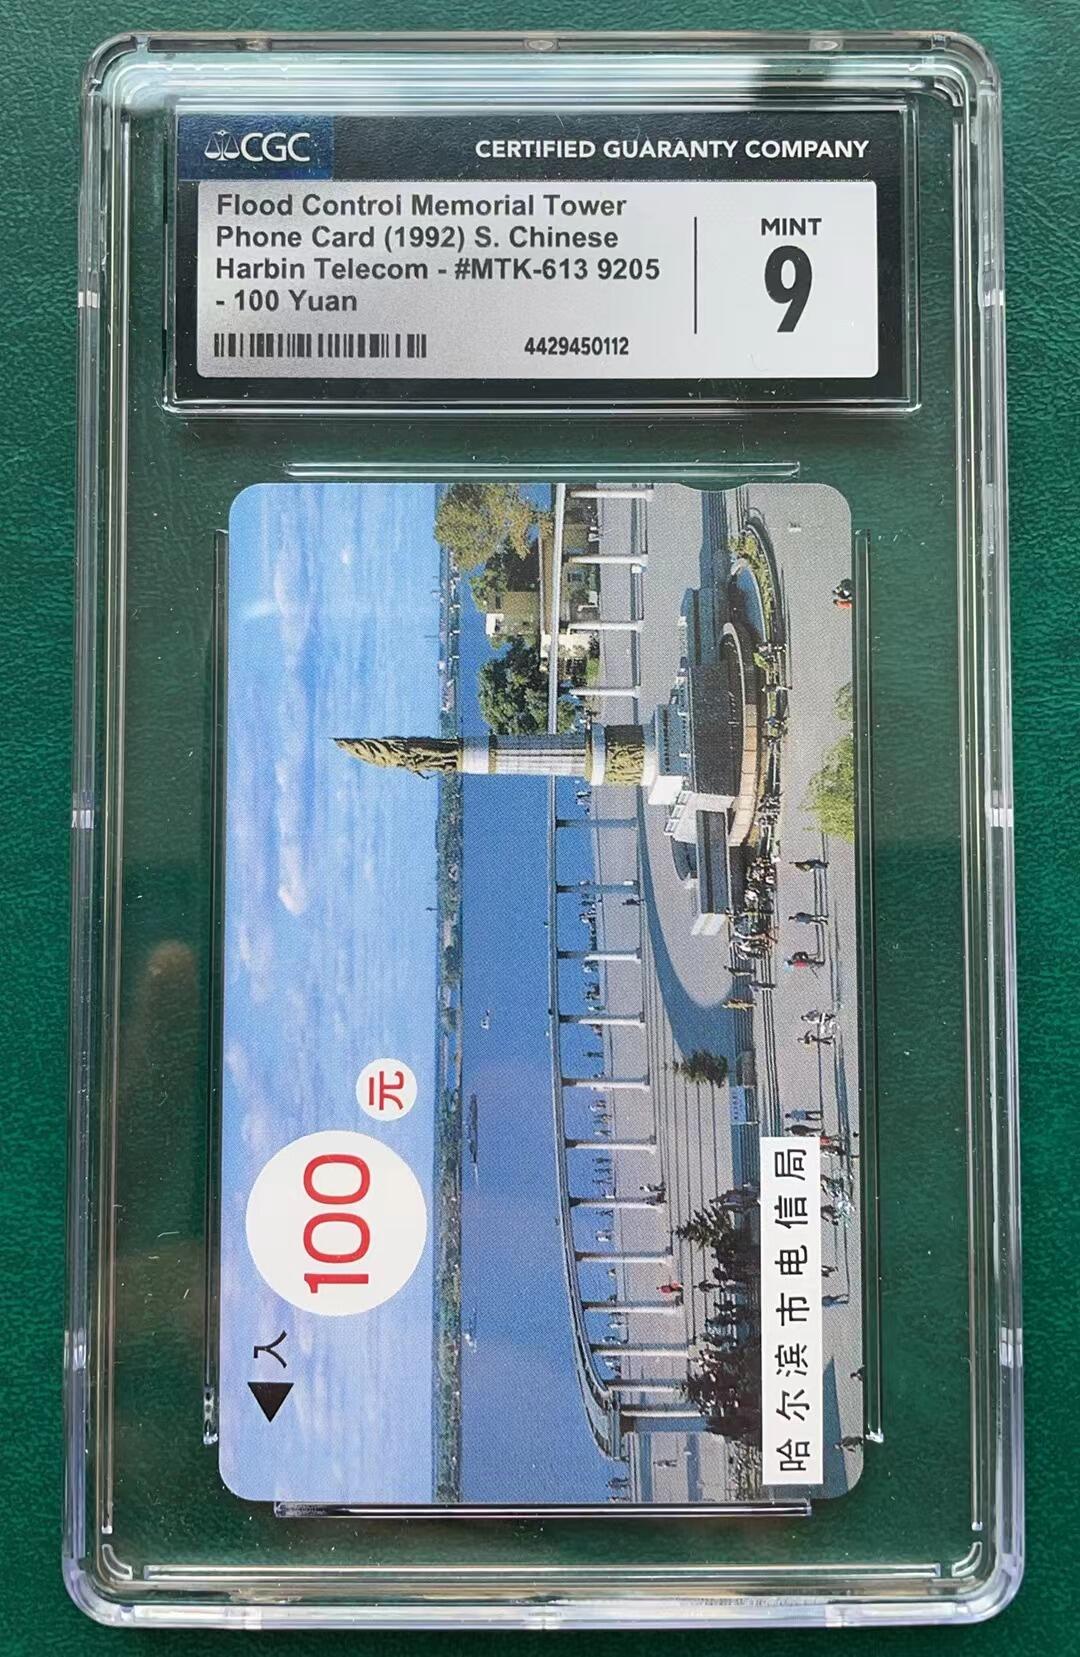 CGC
CERTIFIED GUARANTY COMPANY
Flood Control Memorial Tower
Phone Card (1992) S. Chinese
Harbin Telecom - #MTK-613 9205
- 100 Yuan
4429450112
MINT
9
入
100
元
哈尔滨市电信局